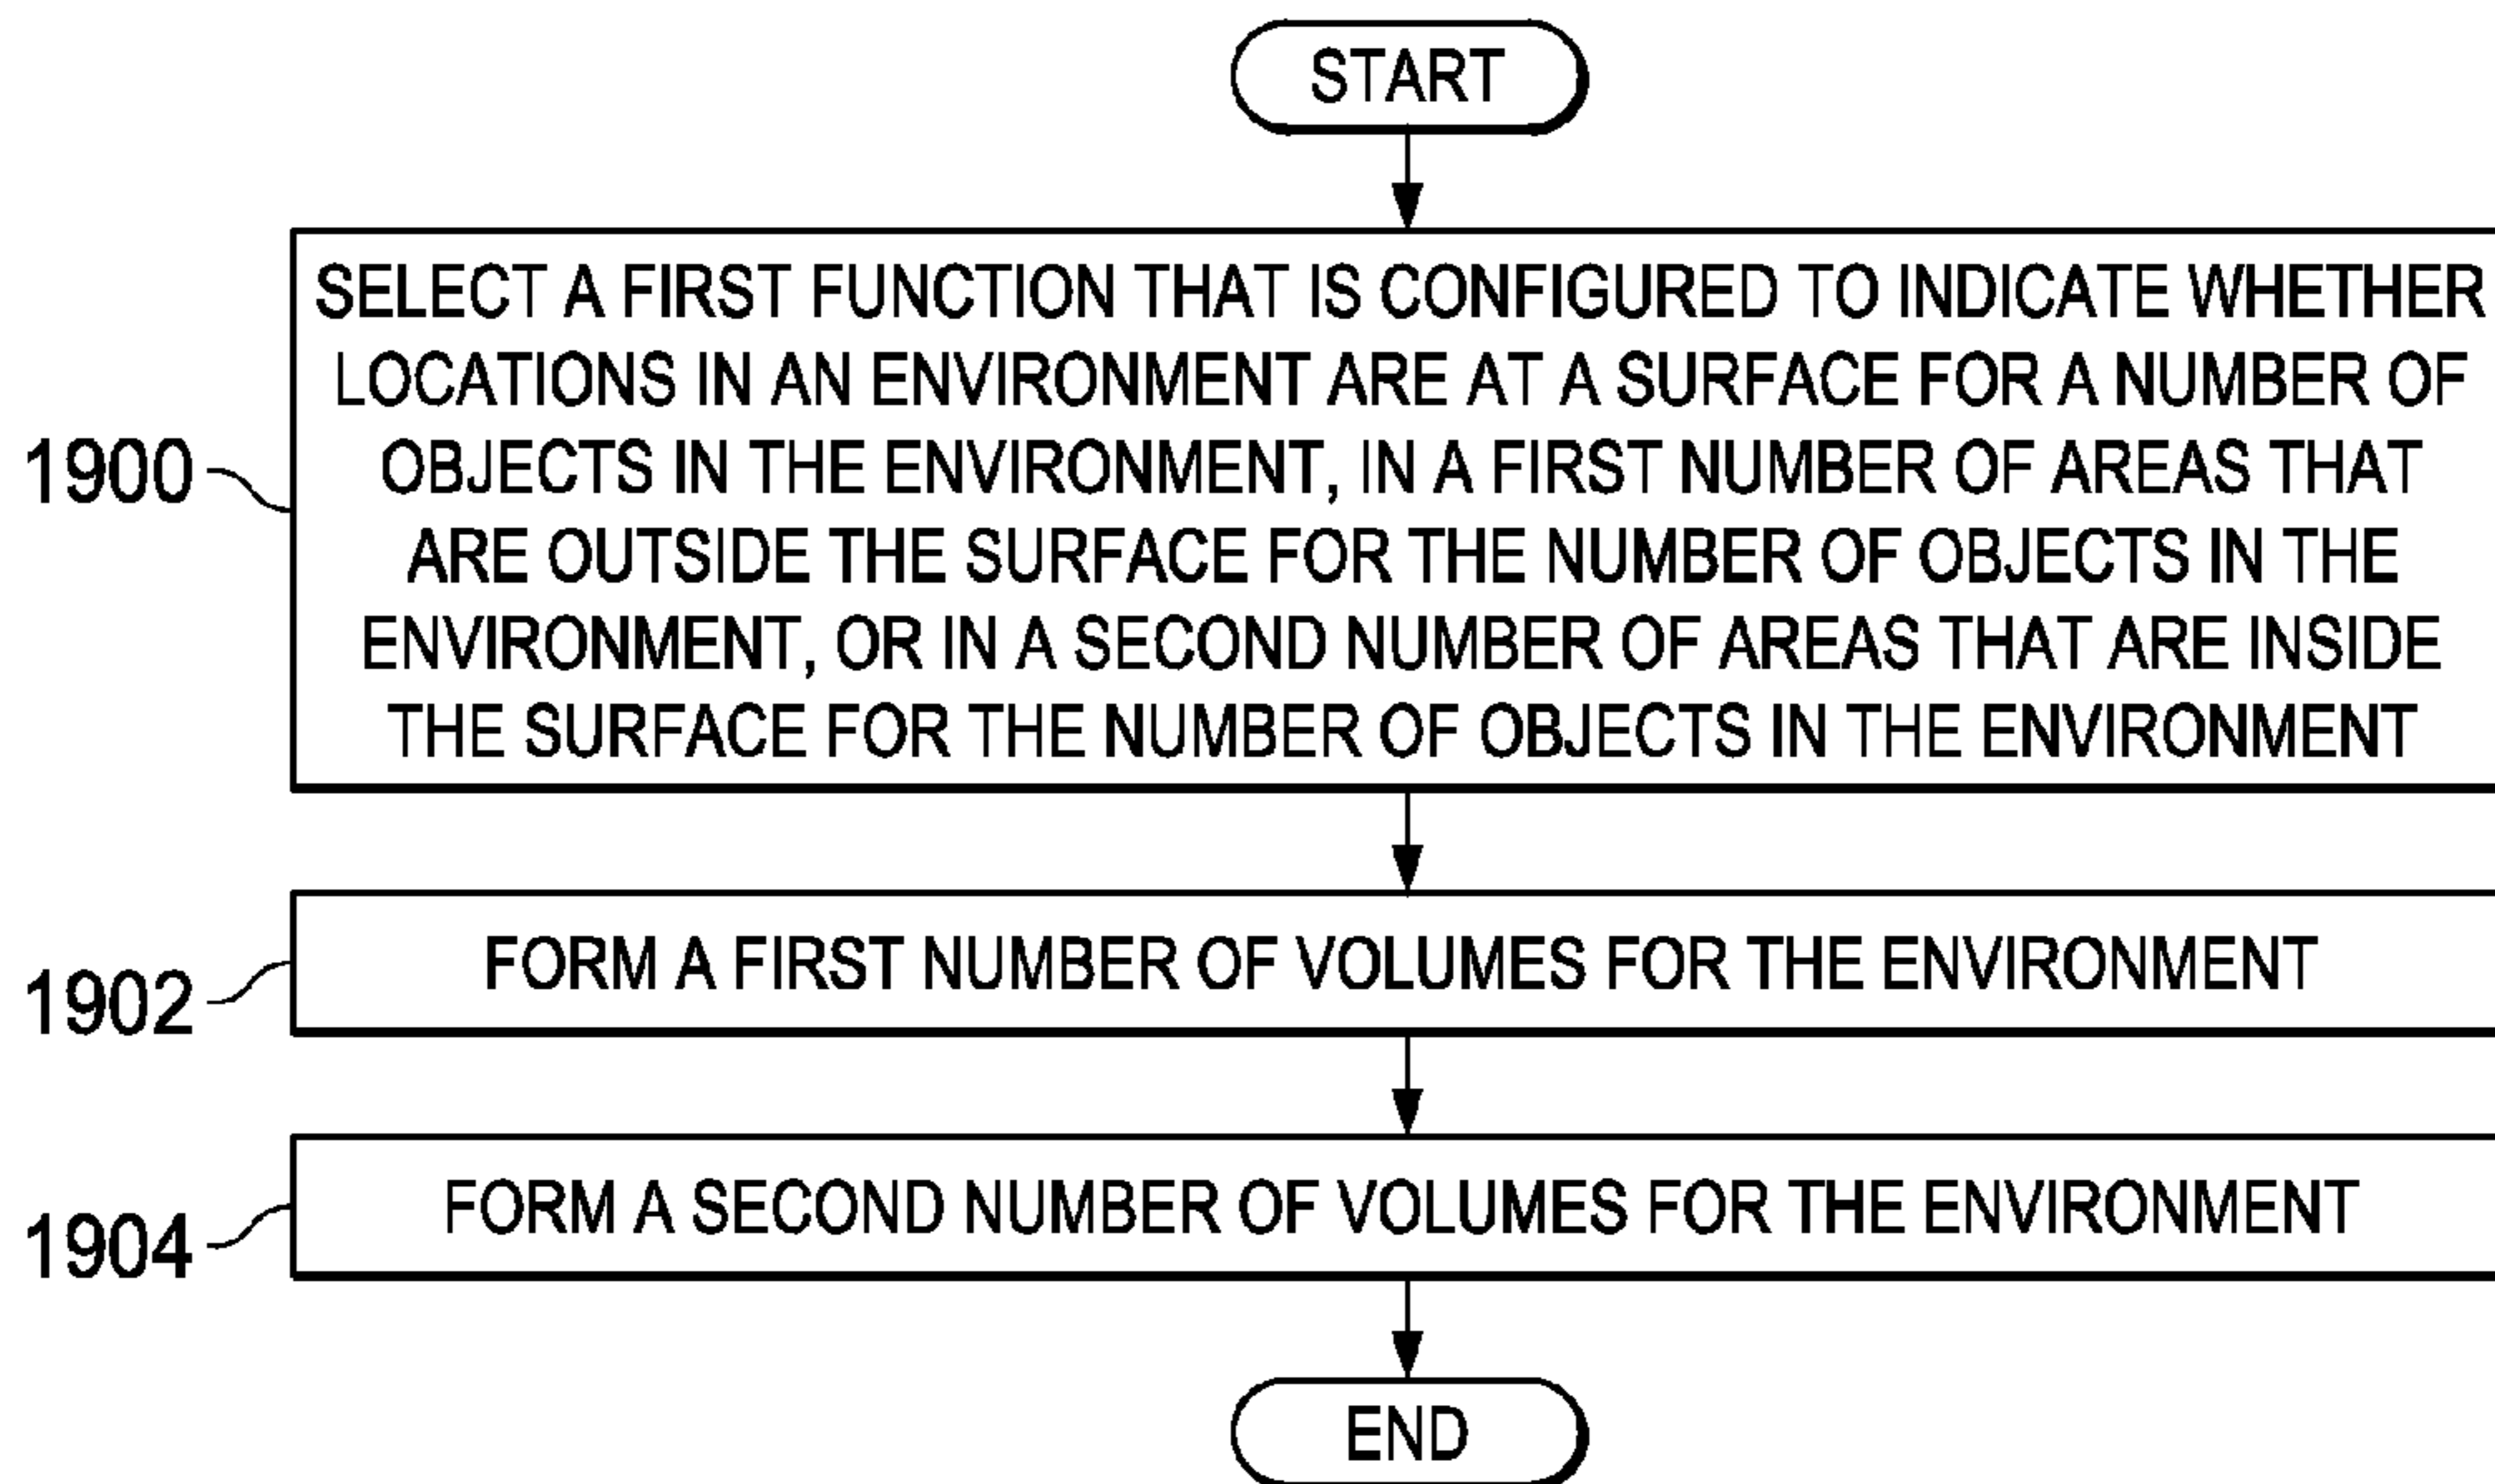 START
SELECT A FIRST FUNCTION THAT IS CONFIGURED TO INDICATE WHETHER
LOCATIONS IN AN ENVIRONMENT ARE AT A SURFACE FOR A NUMBER OF
OBJECTS IN THE ENVIRONMENT, IN A FIRST NUMBER OF AREAS THAT
ARE OUTSIDE THE SURFACE FOR THE NUMBER OF OBJECTS IN THE
ENVIRONMENT, OR IN A SECOND NUMBER OF AREAS THAT ARE INSIDE
THE SURFACE FOR THE NUMBER OF OBJECTS IN THE ENVIRONMENT
1900
FORM A FIRST NUMBER OF VOLUMES FOR THE ENVIRONMENT
1902
FORM A SECOND NUMBER OF VOLUMES FOR THE ENVIRONMENT
1904
END